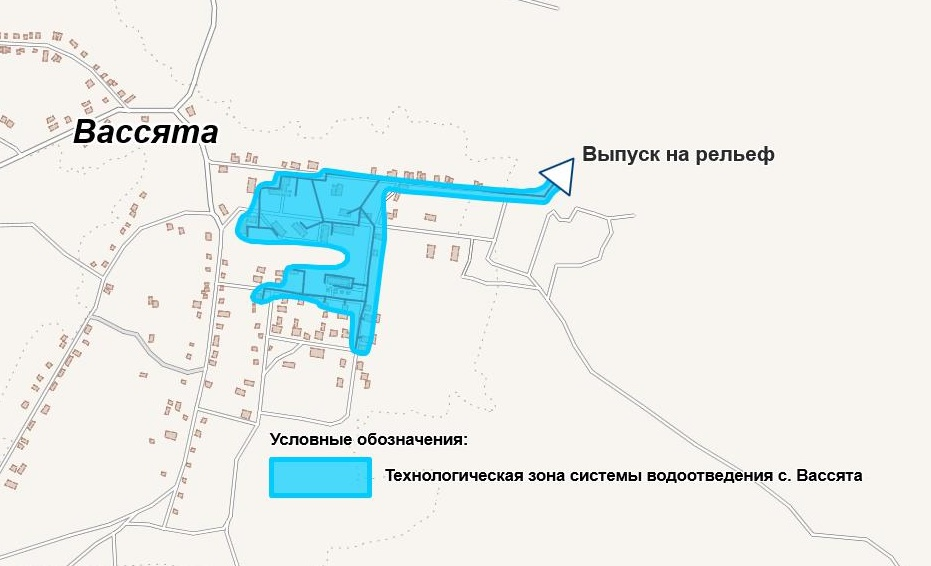 Вассята
Выпуск на рельеф
Условные обозначения:
Технологическая зона системы водоотведения с. Вассята